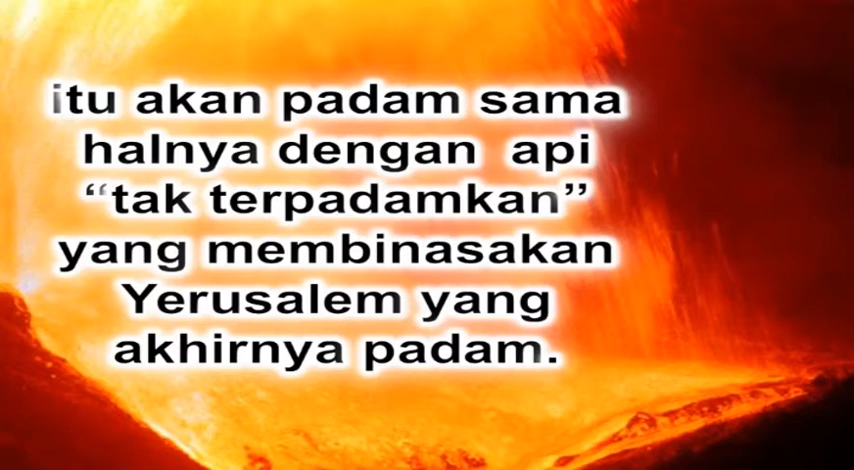 itu akan padam sama
halnya dengan api
“tak terpadamkan”
yang membinasakan
Yerusalem yang
akhirnya padam.